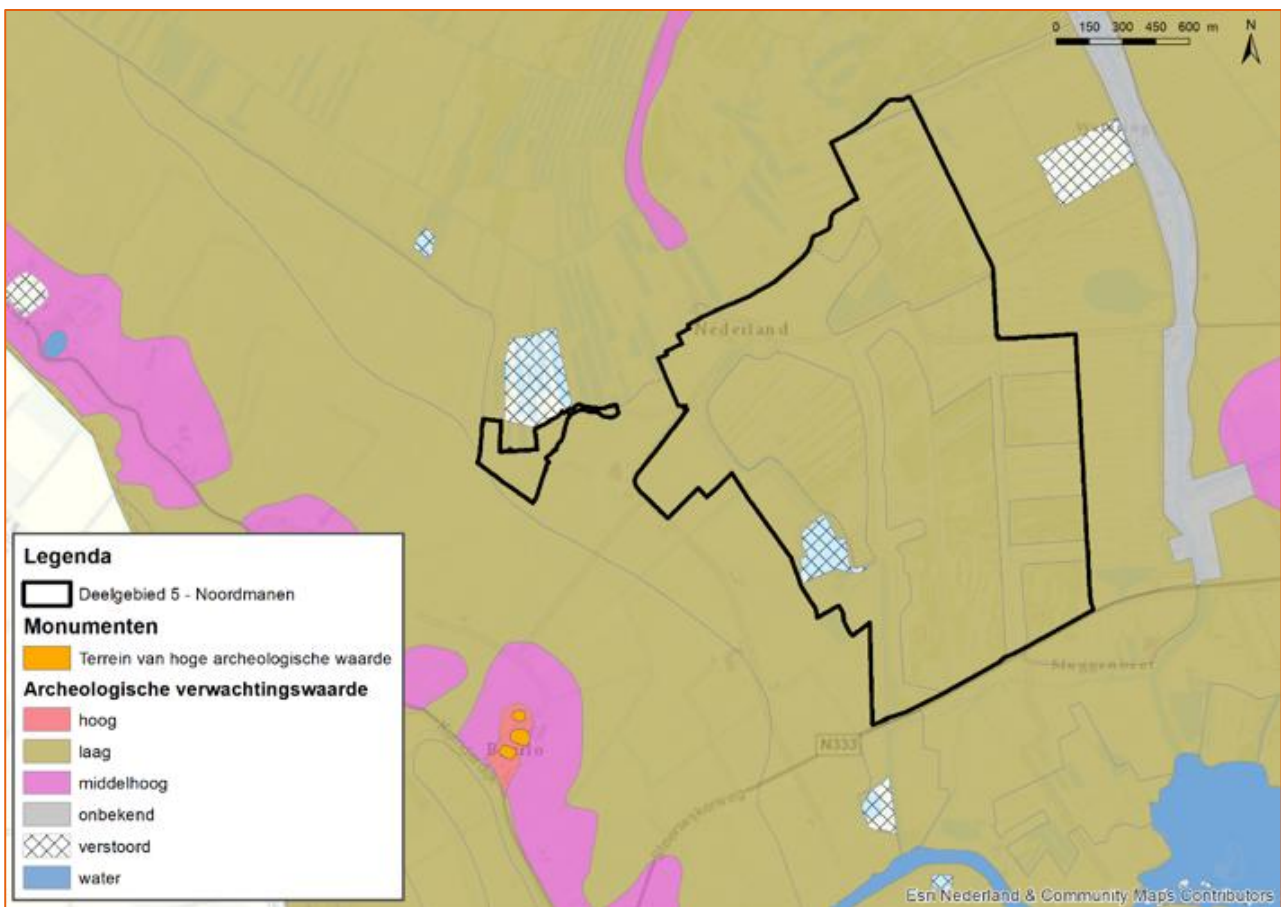 0 150 300 450 600 m
N
Nederland
N333
Legenda
Deelgebied 5 - Noordmanen
Monumenten
Terrein van hoge archeologische waarde
Archeologische verwachtingswaarde
hoog
laag
middelhoog
onbekend
verstoord
water
Esri Nederland & Community Maps Contributors